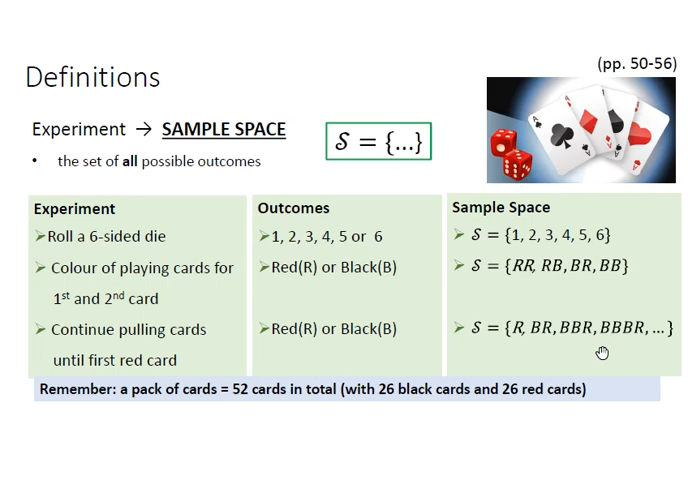 (pp. 50-56)
Definitions
Experiment → SAMPLE SPACE
• the set of all possible outcomes
𝒮 = {...}
A A A A
Experiment
➢Roll a 6-sided die
➢ Colour of playing cards for
1st and 2nd card
➢ Continue pulling cards
until first red card
Outcomes
➢1, 2, 3, 4, 5 or 6
➢Red(R) or Black(B)
➢Red(R) or Black(B)
Sample Space
➢ 𝒮 = {1, 2, 3, 4, 5, 6}
➢ 𝒮 = {RR, RB, BR, BB}
➢ 𝒮 = {R, BR, BBR, BBBR, ...}
Remember: a pack of cards = 52 cards in total (with 26 black cards and 26 red cards)